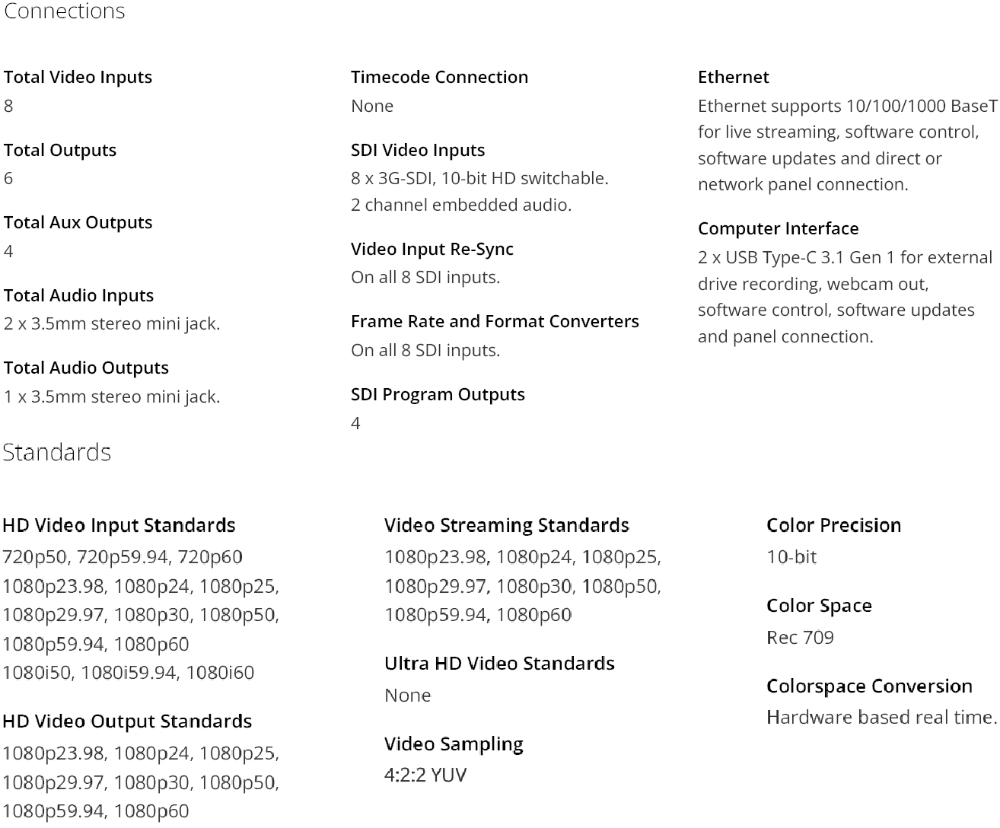 Connections
Total Video Inputs
8
Total Outputs
6
Total Aux Outputs
4
Total Audio Inputs
2 x 3.5mm stereo mini jack.
Total Audio Outputs
1 x 3.5mm stereo mini jack.
Timecode Connection
None
SDI Video Inputs
8 x 3G-SDI, 10-bit HD switchable.
2 channel embedded audio.
Video Input Re-Sync
On all 8 SDI inputs.
Frame Rate and Format Converters
On all 8 SDI inputs.
SDI Program Outputs
4
Ethernet
Ethernet supports 10/100/1000 BaseT
for live streaming, software control,
software updates and direct or
network panel connection.
Computer Interface
2 x USB Type-C 3.1 Gen 1 for external
drive recording, webcam out,
software control, software updates
and panel connection.
Standards
HD Video Input Standards
720p50, 720p59.94, 720p60
1080p23.98, 1080p24, 1080p25,
1080p29.97, 1080p30, 1080p50,
1080p59.94, 1080p60
1080i50, 1080i59.94, 1080i60
HD Video Output Standards
1080p23.98, 1080p24, 1080p25,
1080p29.97, 1080p30, 1080p50,
1080p59.94, 1080p60
Video Streaming Standards
1080p23.98, 1080p24, 1080p25,
1080p29.97, 1080p30, 1080p50,
1080p59.94, 1080p60
Ultra HD Video Standards
None
Video Sampling
4:2:2 YUV
Color Precision
10-bit
Color Space
Rec 709
Colorspace Conversion
Hardware based real time.